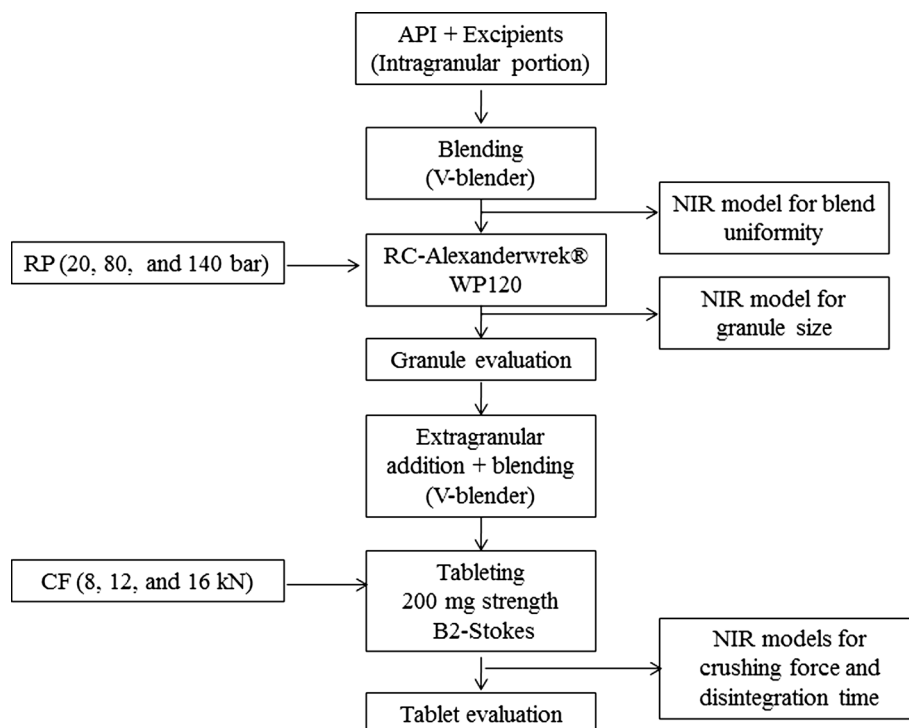 API + Excipients
(Intragranular portion)
Blending
(V-blender)
NIR model for blend
uniformity
RP (20, 80, and 140 bar)
RC-Alexanderwrek®
WP120
NIR model for
granule size
Granule evaluation
Extragranular
addition + blending
(V-blender)
CF (8, 12, and 16 kN)
Tableting
200 mg strength
B2-Stokes
NIR models for
crushing force and
disintegration time
Tablet evaluation